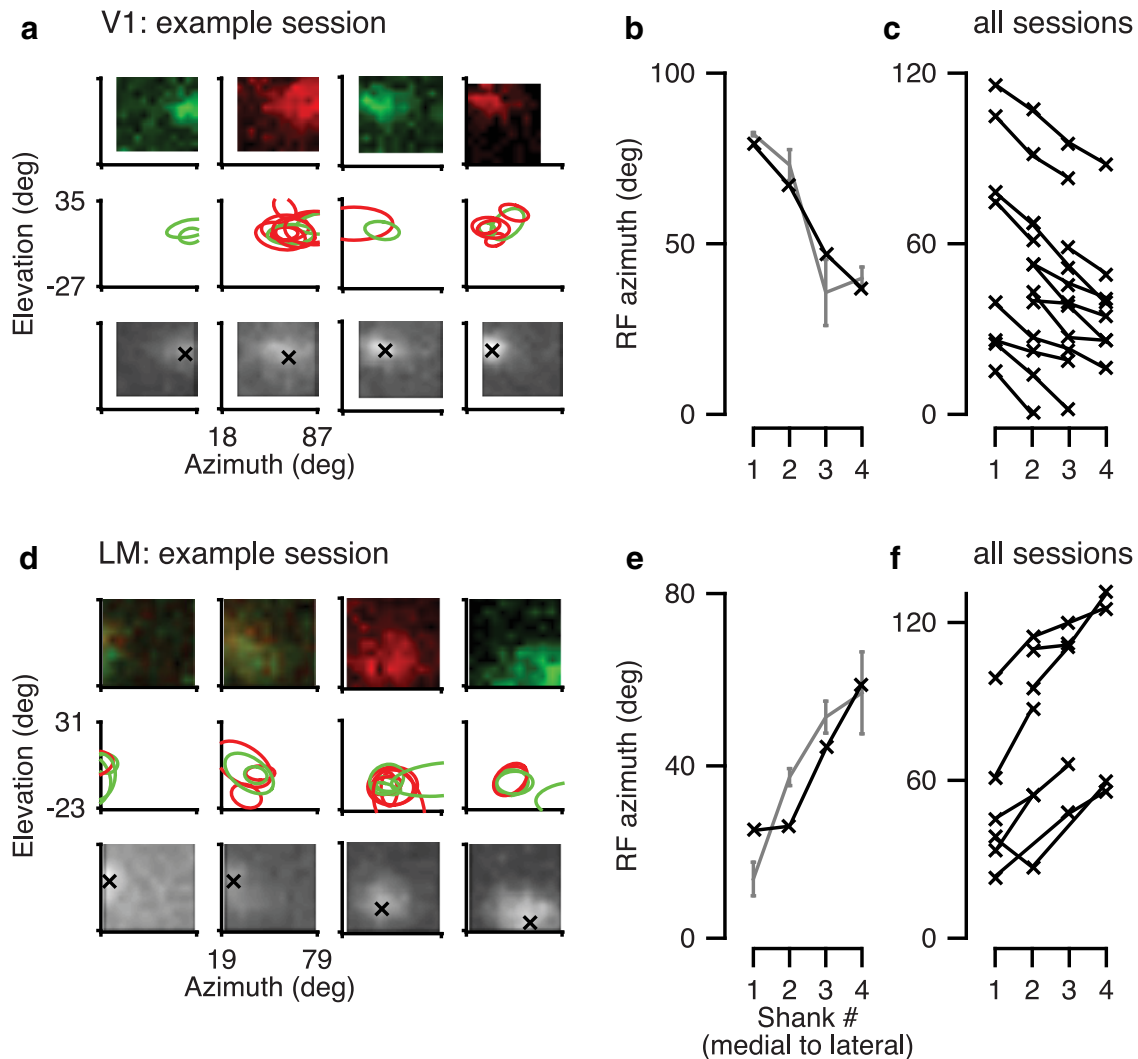 a V1: example session
Elevation (deg)
35
-27
18 87
Azimuth (deg)
b
RF azimuth (deg)
100
50
0
1 2 3 4
c all sessions
120
60
0
1 2 3 4
d LM: example session
Elevation (deg)
31
-23
19 79
Azimuth (deg)
e
RF azimuth (deg)
80
40
0
1 2 3 4
Shank #
(medial to lateral)
f all sessions
120
60
0
1 2 3 4